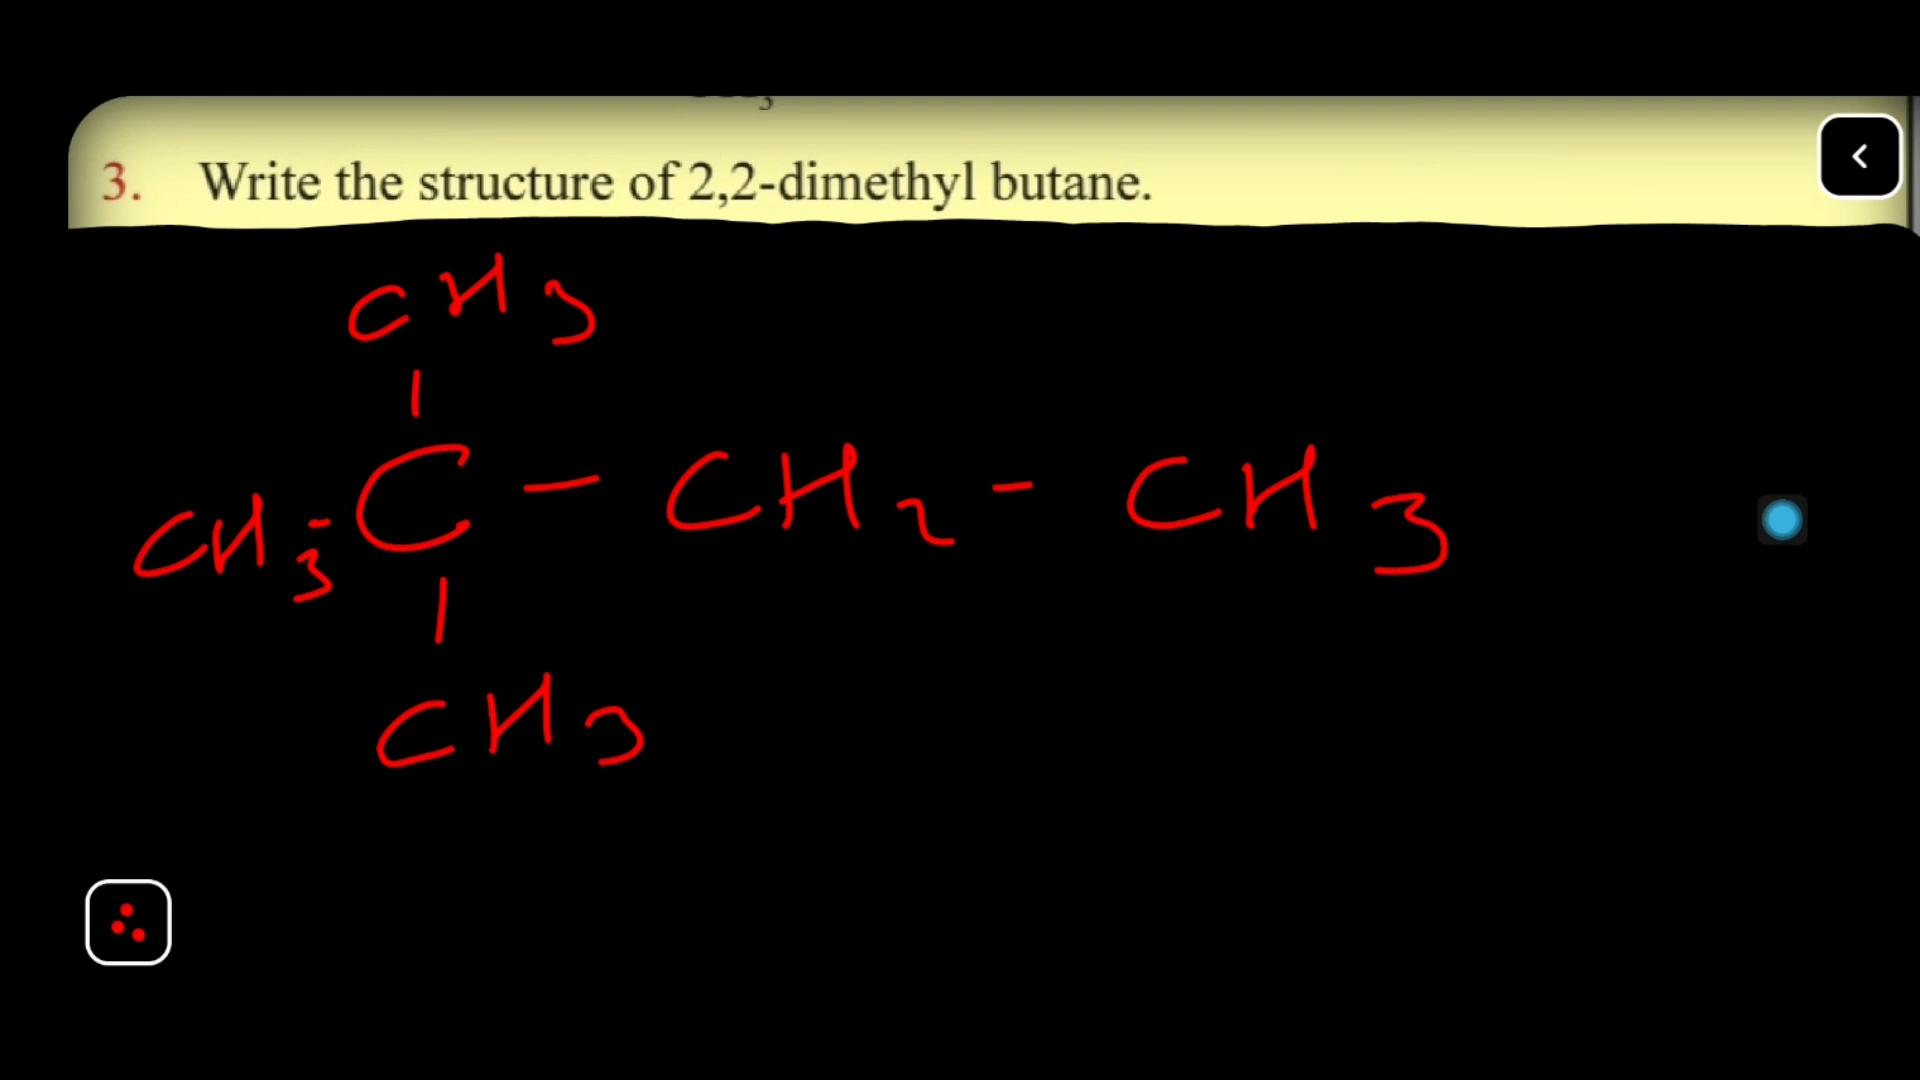 3. Write the structure of 2,2-dimethyl butane.
CH3
CH3-C-CH2-CH3
CH3